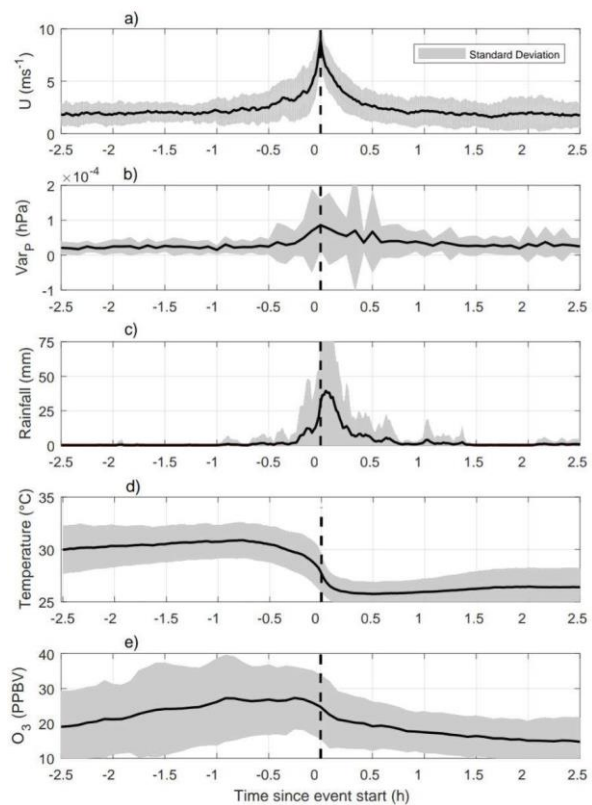 a)
10
5
0
U (ms⁻¹)
Standard Deviation
-2.5 -2 -1.5 -1 -0.5 0 0.5 1 1.5 2 2.5
×10⁻⁴
b)
2
1
0
-1
Var_P (hPa)
-2.5 -2 -1.5 -1 -0.5 0 0.5 1 1.5 2 2.5
c)
75
50
25
0
Rainfall (mm)
-2.5 -2 -1.5 -1 -0.5 0 0.5 1 1.5 2 2.5
d)
35
30
25
Temperature (°C)
-2.5 -2 -1.5 -1 -0.5 0 0.5 1 1.5 2 2.5
e)
40
30
20
10
O₃ (PPBV)
-2.5 -2 -1.5 -1 -0.5 0 0.5 1 1.5 2 2.5
Time since event start (h)